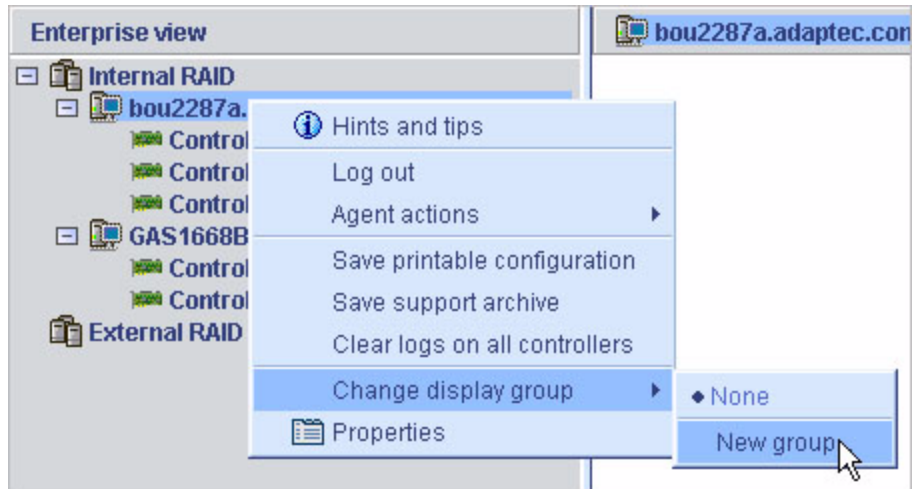 Enterprise view
bou2287a.adaptec.com
Internal RAID
bou2287a.
Control
Control
Control
GAS1668B
Control
Control
External RAID
Hints and tips
Log out
Agent actions
Save printable configuration
Save support archive
Clear logs on all controllers
Change display group
Properties
None
New group